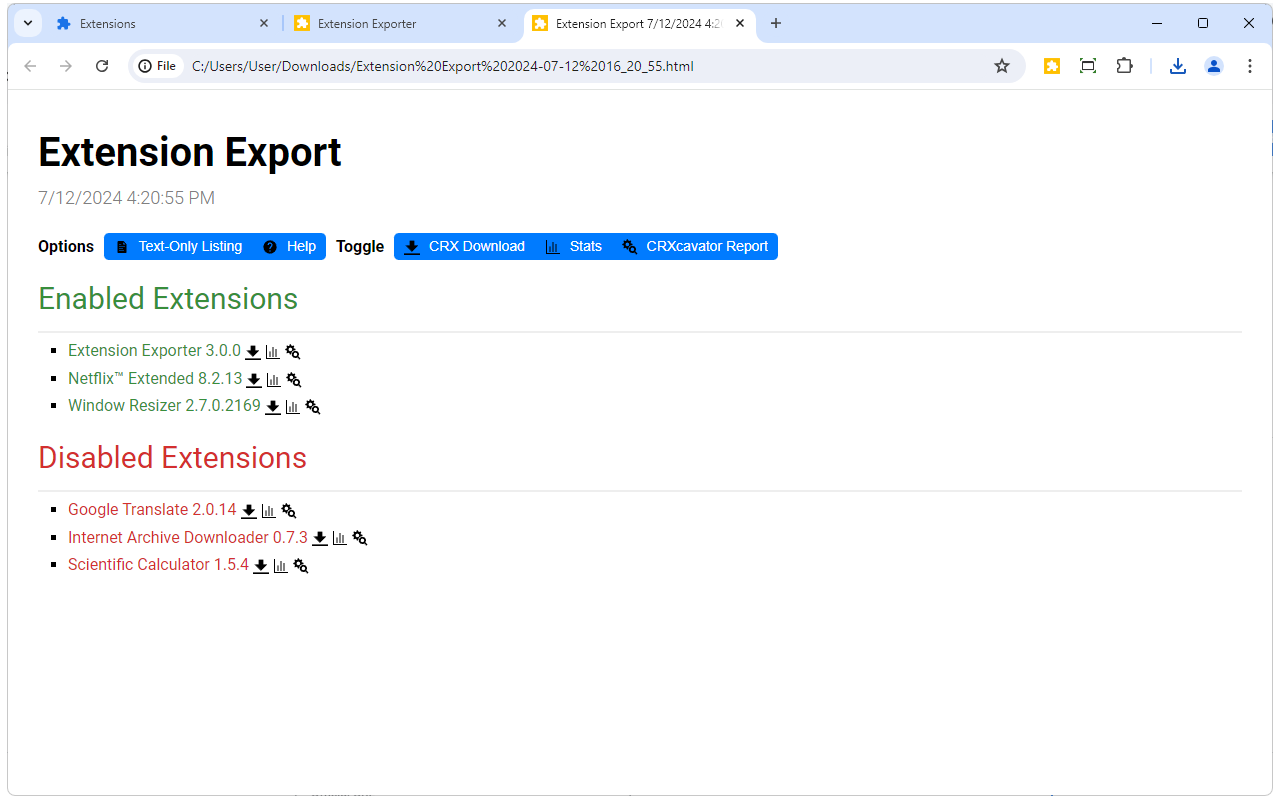 Extensions
Extension Exporter
Extension Export 7/12/2024 4:2
File
C:/Users/User/Downloads/Extension%20Export%202024-07-12%2016_20_55.html
Extension Export
7/12/2024 4:20:55 PM
Options Text-Only Listing Help Toggle CRX Download Stats CRXcavator Report
Enabled Extensions
Extension Exporter 3.0.0
Netflix™ Extended 8.2.13
Window Resizer 2.7.0.2169
Disabled Extensions
Google Translate 2.0.14
Internet Archive Downloader 0.7.3
Scientific Calculator 1.5.4